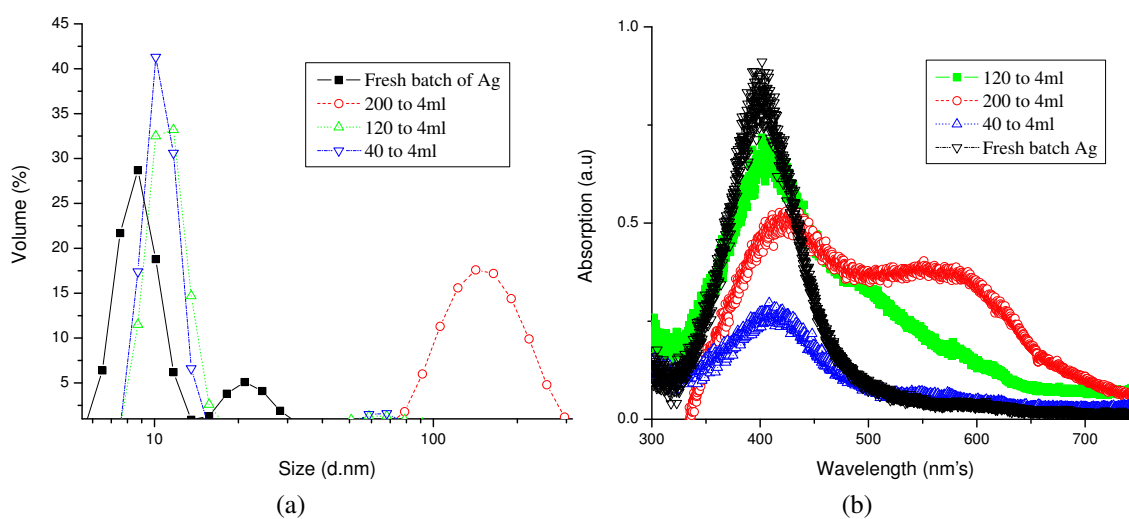 45
40
35
30
25
20
15
10
5
Volume (%)
Fresh batch of Ag
200 to 4ml
120 to 4ml
40 to 4ml
10
100
Size (d.nm)
(a)
1.0
0.5
0.0
Absorption (a.u)
120 to 4ml
200 to 4ml
40 to 4ml
Fresh batch Ag
300
400
500
600
700
Wavelength (nm's)
(b)